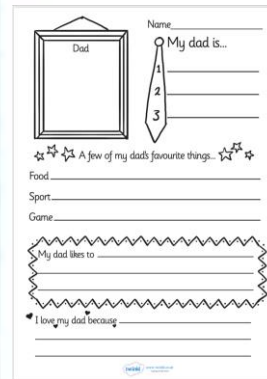 Name
Dad
My dad is...
1
2
3
A few of my dad's favourite things...
Food
Sport
Game
My dad likes to
I love my dad because
twinkl